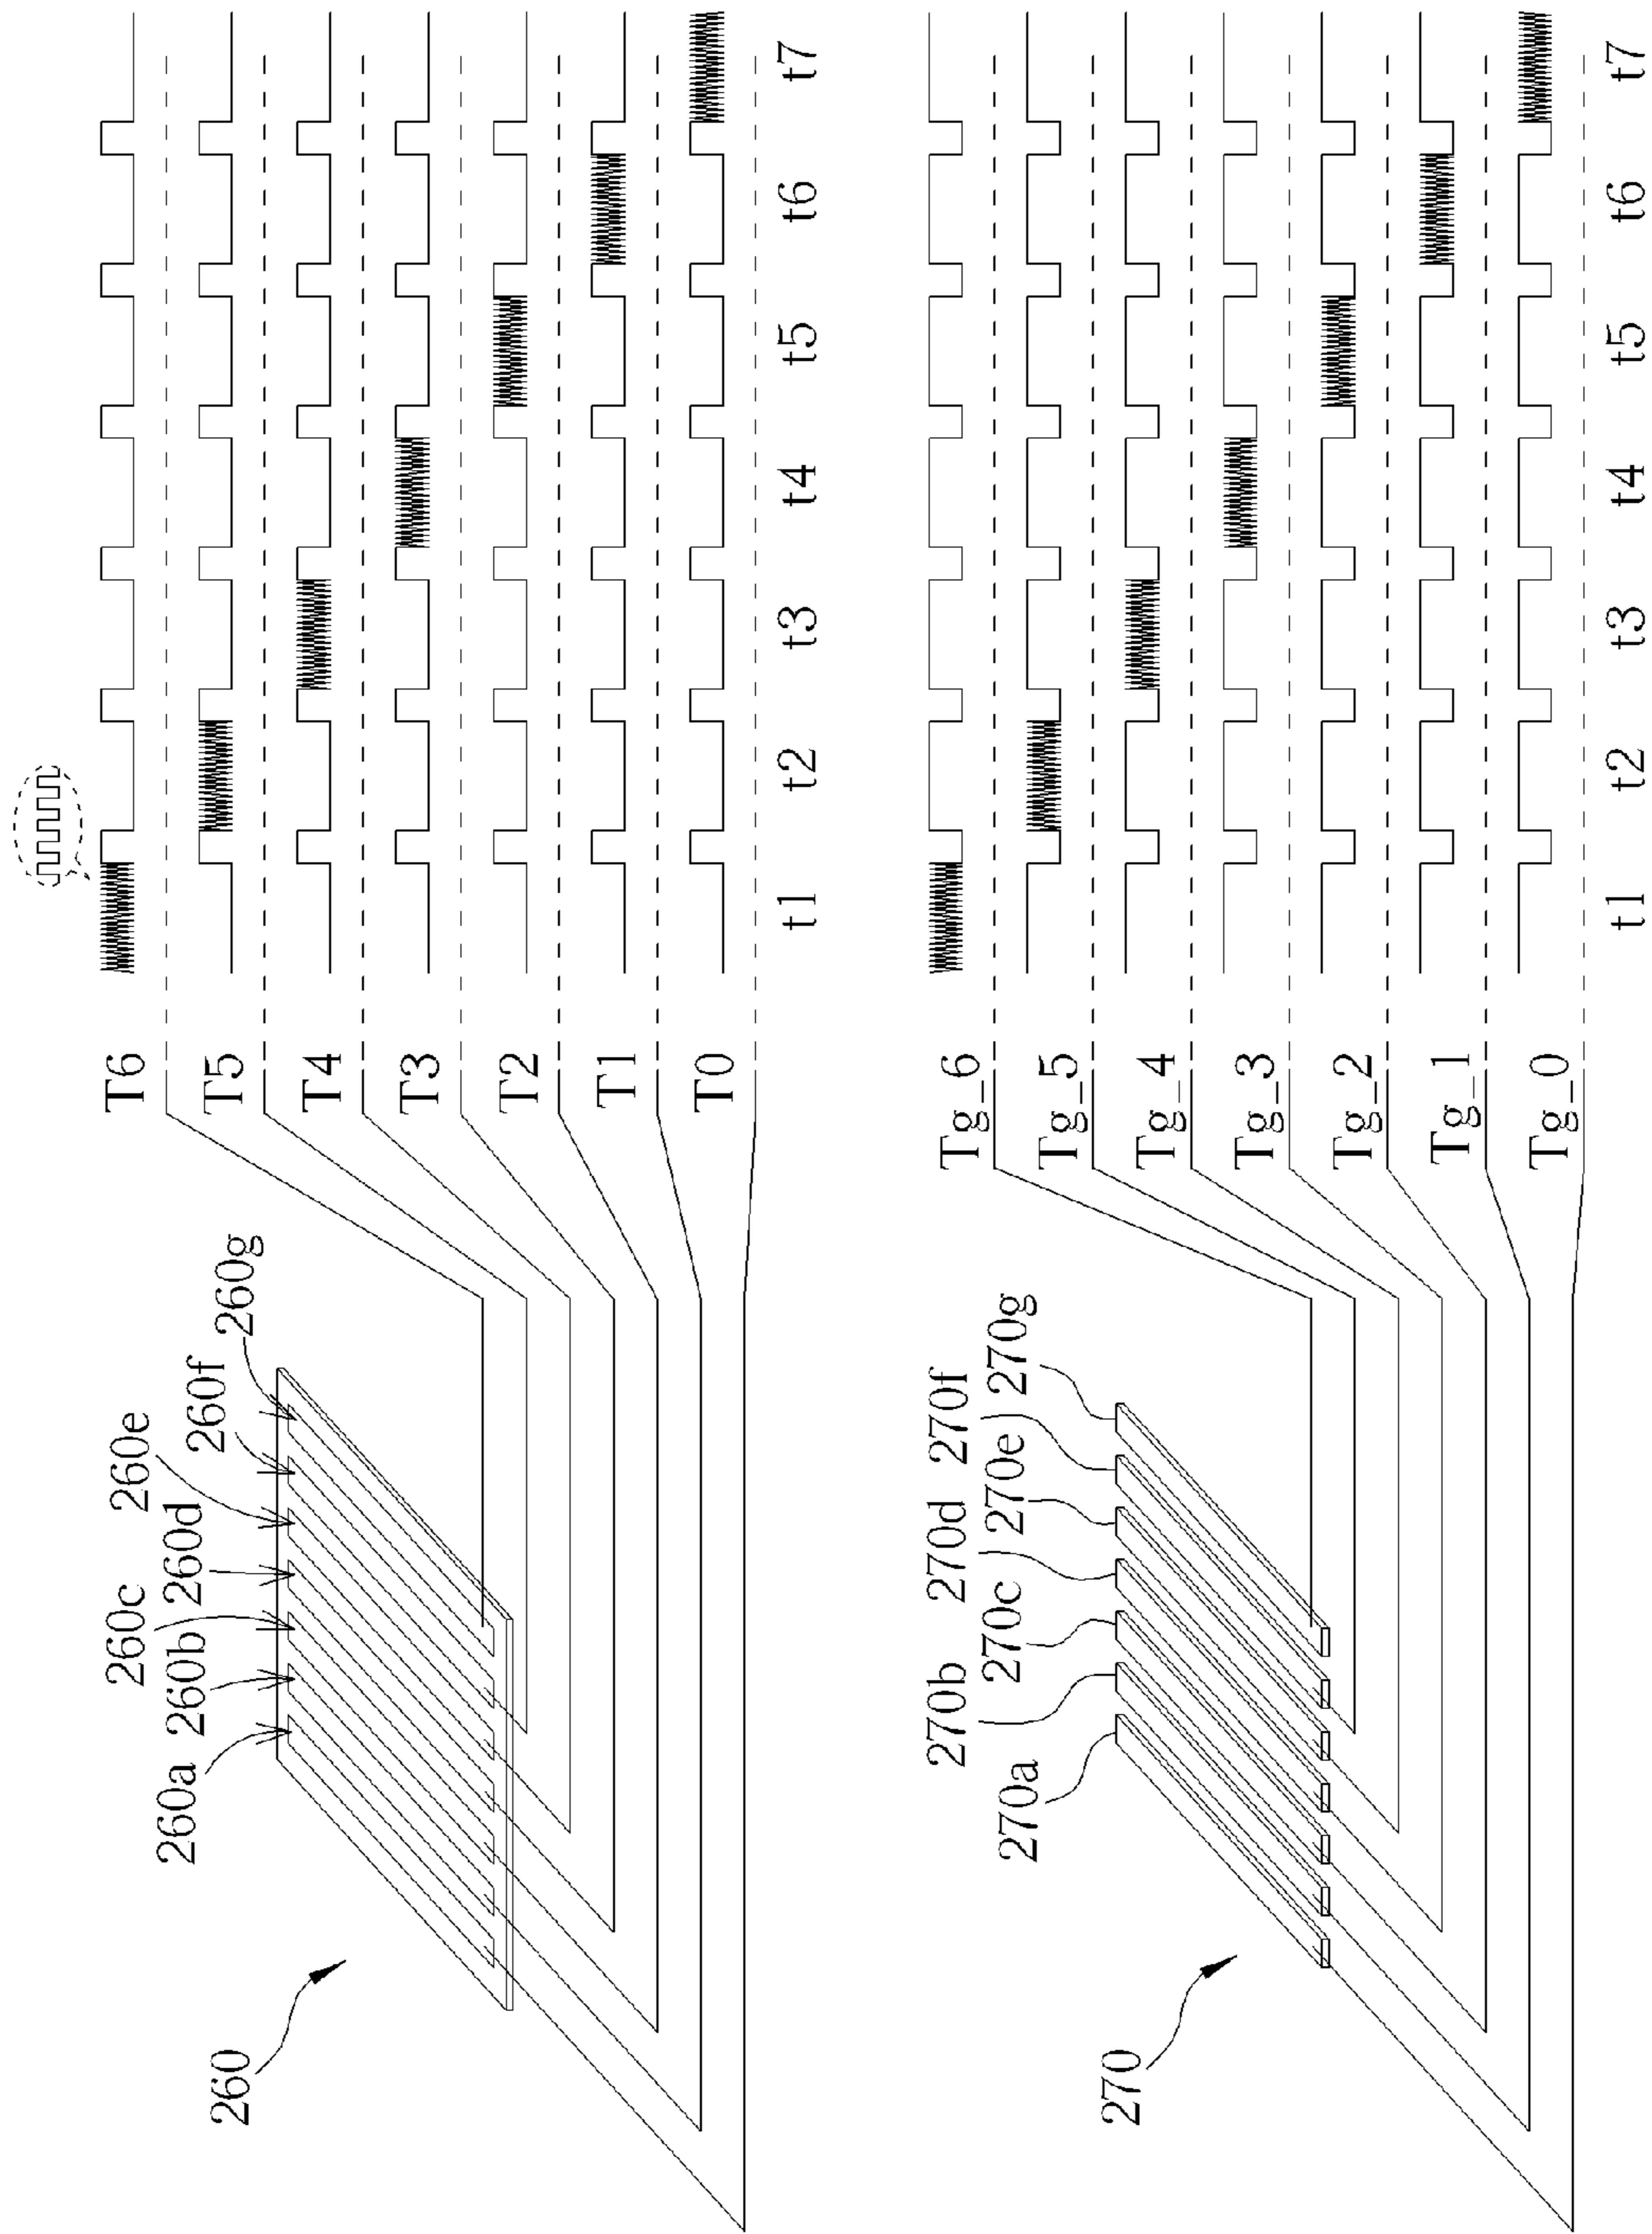 260
260a
260b
260c
260d
260e
260f
260g
T6
T5
T4
T3
T2
T1
T0
t1 t2 t3 t4 t5 t6 t7
270
270a
270b
270c
270d
270e
270f
270g
Tg_6
Tg_5
Tg_4
Tg_3
Tg_2
Tg_1
Tg_0
t1 t2 t3 t4 t5 t6 t7